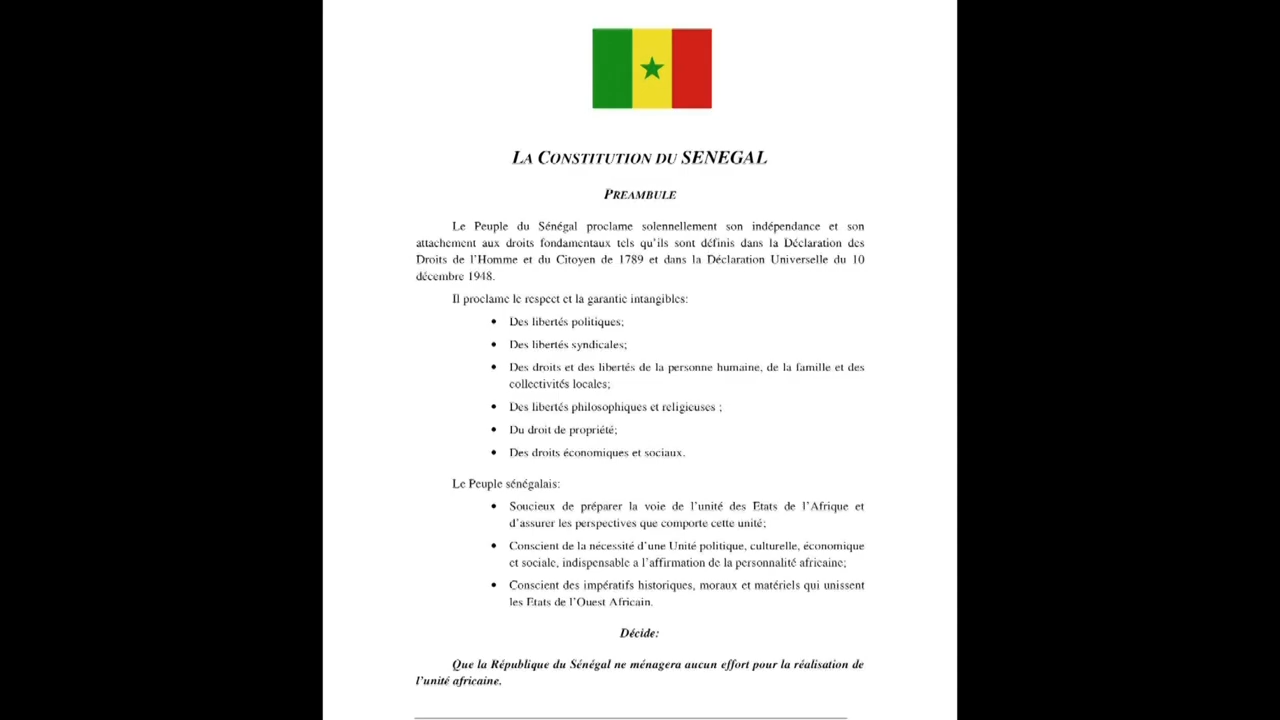 LA CONSTITUTION DU SENEGAL
PREAMBULE
Le Peuple du Sénégal proclame solennellement son indépendance et son
attachement aux droits fondamentaux tels qu'ils sont définis dans la Déclaration des
Droits de l'Homme et du Citoyen de 1789 et dans la Déclaration Universelle du 10
décembre 1948.
Il proclame le respect et la garantie intangibles:
• Des libertés politiques;
• Des libertés syndicales;
• Des droits et des libertés de la personne humaine, de la famille et des
collectivités locales;
• Des libertés philosophiques et religieuses ;
• Du droit de propriété;
• Des droits économiques et sociaux.
Le Peuple sénégalais:
• Soucieux de préparer la voie de l'unité des Etats de l'Afrique et
d'assurer les perspectives que comporte cette unité;
• Conscient de la nécessité d'une Unité politique, culturelle, économique
et sociale, indispensable a l'affirmation de la personnalité africaine;
• Conscient des impératifs historiques, moraux et matériels qui unissent
les Etats de l'Ouest Africain.
Décide:
Que la République du Sénégal ne ménagera aucun effort pour la réalisation de
l'unité africaine.